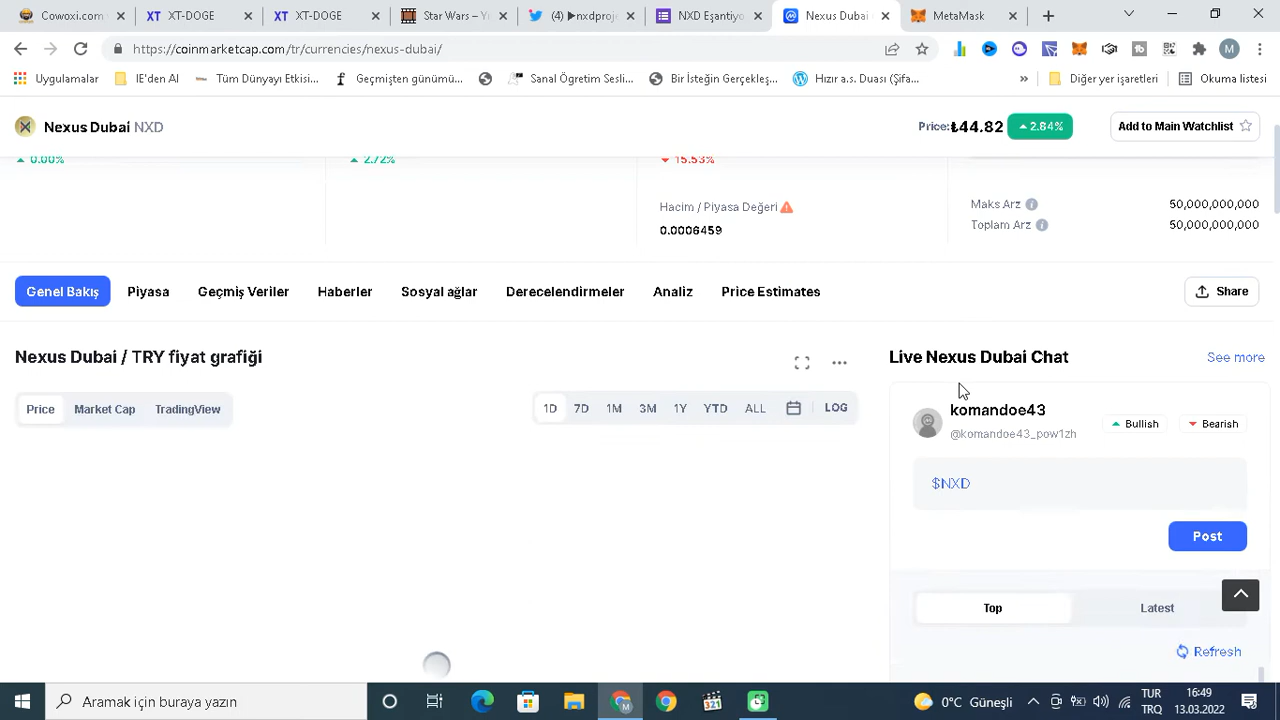 Cowoxi.com
XT-DOGE
XT-DOGE
Star Wars – Yı
(4) nxdproje
NXD Eşantiyo
Nexus Dubai
MetaMask
https://coinmarketcap.com/tr/currencies/nexus-dubai/
M
Uygulamalar
IE'den Al
Tüm Dünyayı Etkisi...
Geçmişten günümü...
Sanal Ögretim Sesli...
Bir İsteğin Gerçekleş...
Hızır a.s. Duası (Şifa...
»
Diğer yer işaretleri
Okuma listesi
Nexus Dubai NXD
Price:₺44.82
2.84%
Add to Main Watchlist
0.00%
2.72%
15.53%
Hacim / Piyasa Değeri
0.0006459
Maks Arz
50,000,000,000
Toplam Arz
50,000,000,000
Genel Bakış
Piyasa
Geçmiş Veriler
Haberler
Sosyal ağlar
Derecelendirmeler
Analiz
Price Estimates
Share
Nexus Dubai / TRY fiyat grafiği
Price
Market Cap
TradingView
1D
7D
1M
3M
1Y
YTD
ALL
LOG
Live Nexus Dubai Chat
See more
komandoe43
@komandoe43_pow1zh
Bullish
Bearish
$NXD
Post
Top
Latest
Refresh
Aramak için buraya yazın
0°C Güneşli
TUR
TRQ
16:49
13.03.2022